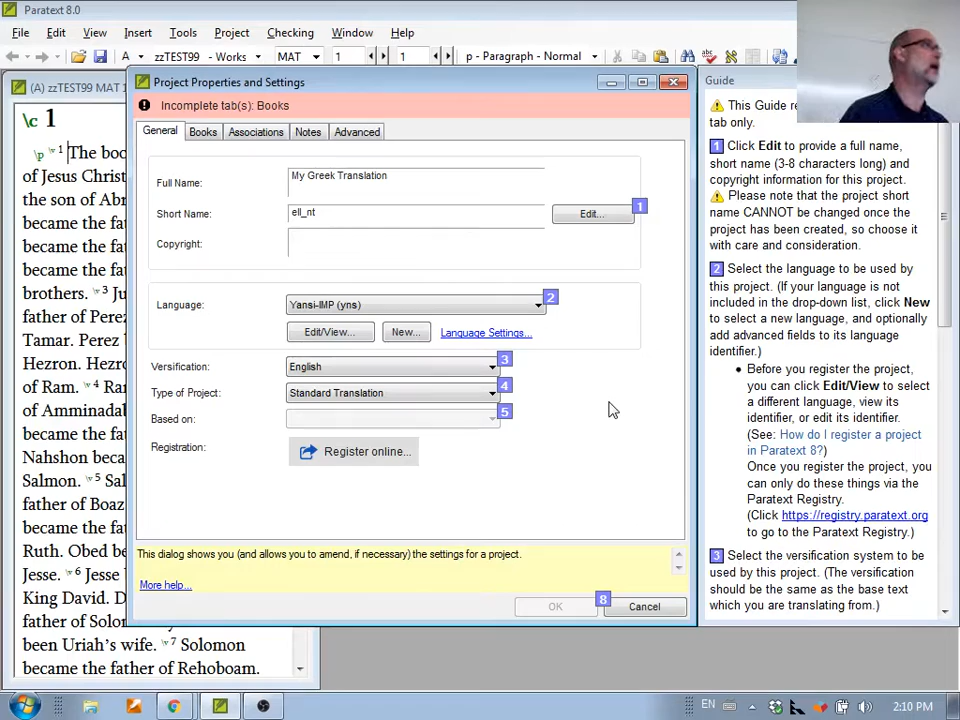 Paratext 8.0
File Edit View Insert Tools Project Checking Window Help
zzTEST99 - Works MAT 1 1 p - Paragraph - Normal
(A) zzTEST99 MAT 1
\c 1
\p v 1 The boo
of Jesus Christ
the son of Abr
became the fat
became the fat
became the fat
brothers. v 3 Ju
father of Perez
Tamar. Perez b
Hezron. Hezro
of Ram. v 4 Ran
of Amminadab
became the fath
Nahshon becam
Salmon. v 5 Sal
father of Boaz
became the fath
Ruth. Obed be
Jesse. v 6 Jesse b
King David. D
father of Solon
been Uriah's wife. v 7 Solomon
became the father of Rehoboam.
Project Properties and Settings
Incomplete tab(s): Books
General Books Associations Notes Advanced
Full Name: My Greek Translation
Short Name: ell_nt Edit... 1
Copyright:
Language: Yansi-IMP (yns) 2
Edit/View... New... Language Settings...
Versification: English 3
Type of Project: Standard Translation 4
Based on: 5
Registration: Register online...
This dialog shows you (and allows you to amend, if necessary) the settings for a project.
More help...
OK 8 Cancel
Guide
This Guide re
tab only.
1 Click Edit to provide a full name,
short name (3-8 characters long) and
copyright information for this project.
Please note that the project short
name CANNOT be changed once the
project has been created, so choose it
with care and consideration.
2 Select the language to be used by
this project. (If your language is not
included in the drop-down list, click New
to select a new language, and optionally
add advanced fields to its language
identifier.)
• Before you register the project,
you can click Edit/View to select
a different language, view its
identifier, or edit its identifier.
(See: How do I register a project
in Paratext 8?)
Once you register the project, you
can only do these things via the
Paratext Registry.
(Click https://registry.paratext.org
to go to the Paratext Registry.)
3 Select the versification system to be
used by this project. (The versification
should be the same as the base text
which you are translating from.)
EN 2:10 PM